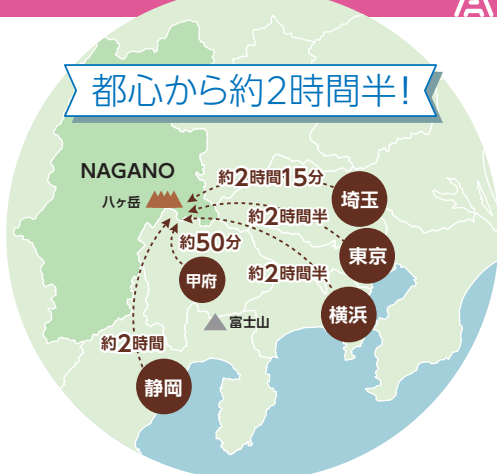 都心から約2時間半!
NAGANO
八ヶ岳
約2時間15分
埼玉
約2時間半
東京
約50分
甲府
約2時間半
横浜
富士山
約2時間
静岡